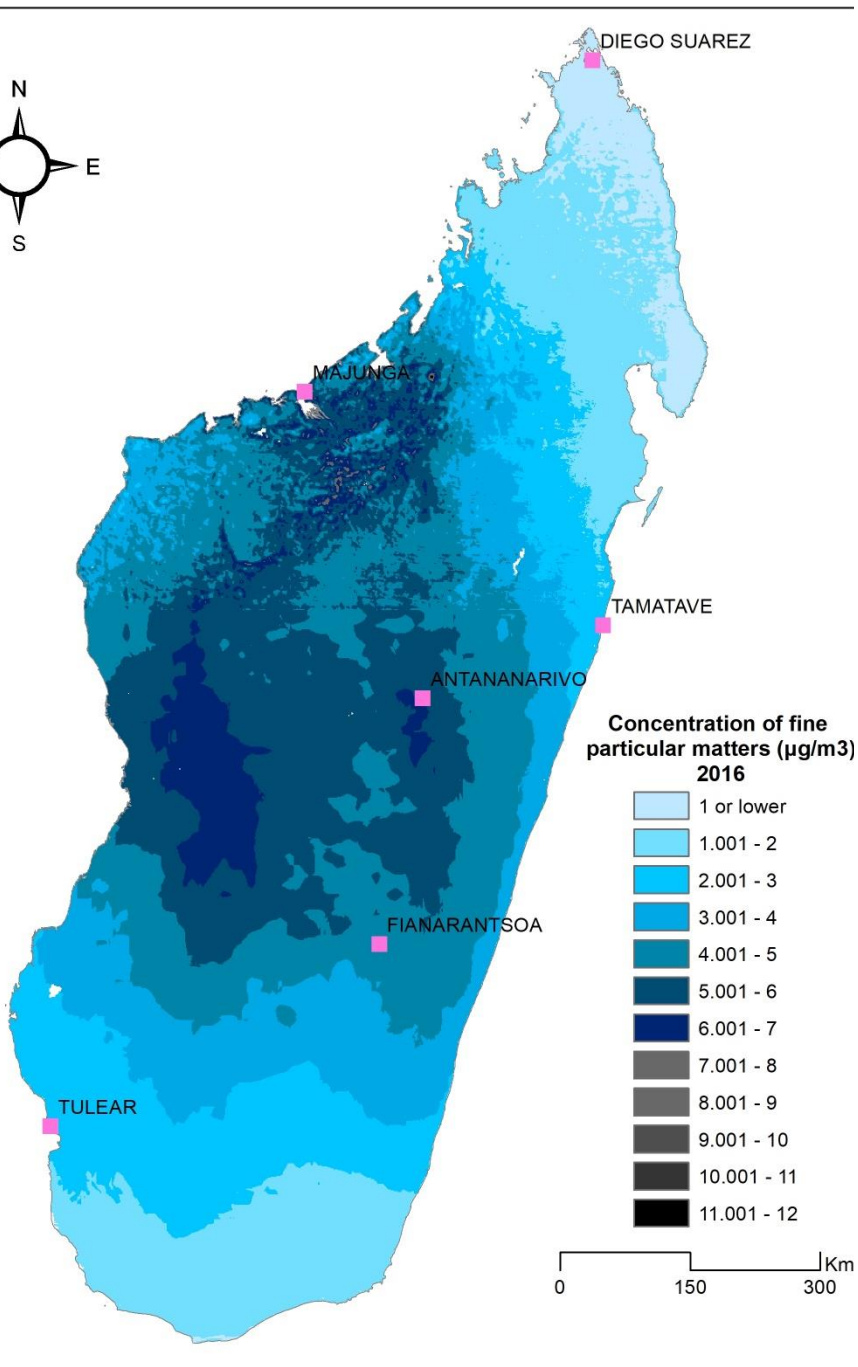 DIEGO SUAREZ
N
E
S
MAJUNGA
TAMATAVE
ANTANANARIVO
Concentration of fine
particular matters (µg/m3)
2016
1 or lower
1.001 - 2
2.001 - 3
3.001 - 4
4.001 - 5
5.001 - 6
6.001 - 7
7.001 - 8
8.001 - 9
9.001 - 10
10.001 - 11
11.001 - 12
FIANARANTSOA
TULEAR
Km
0 150 300